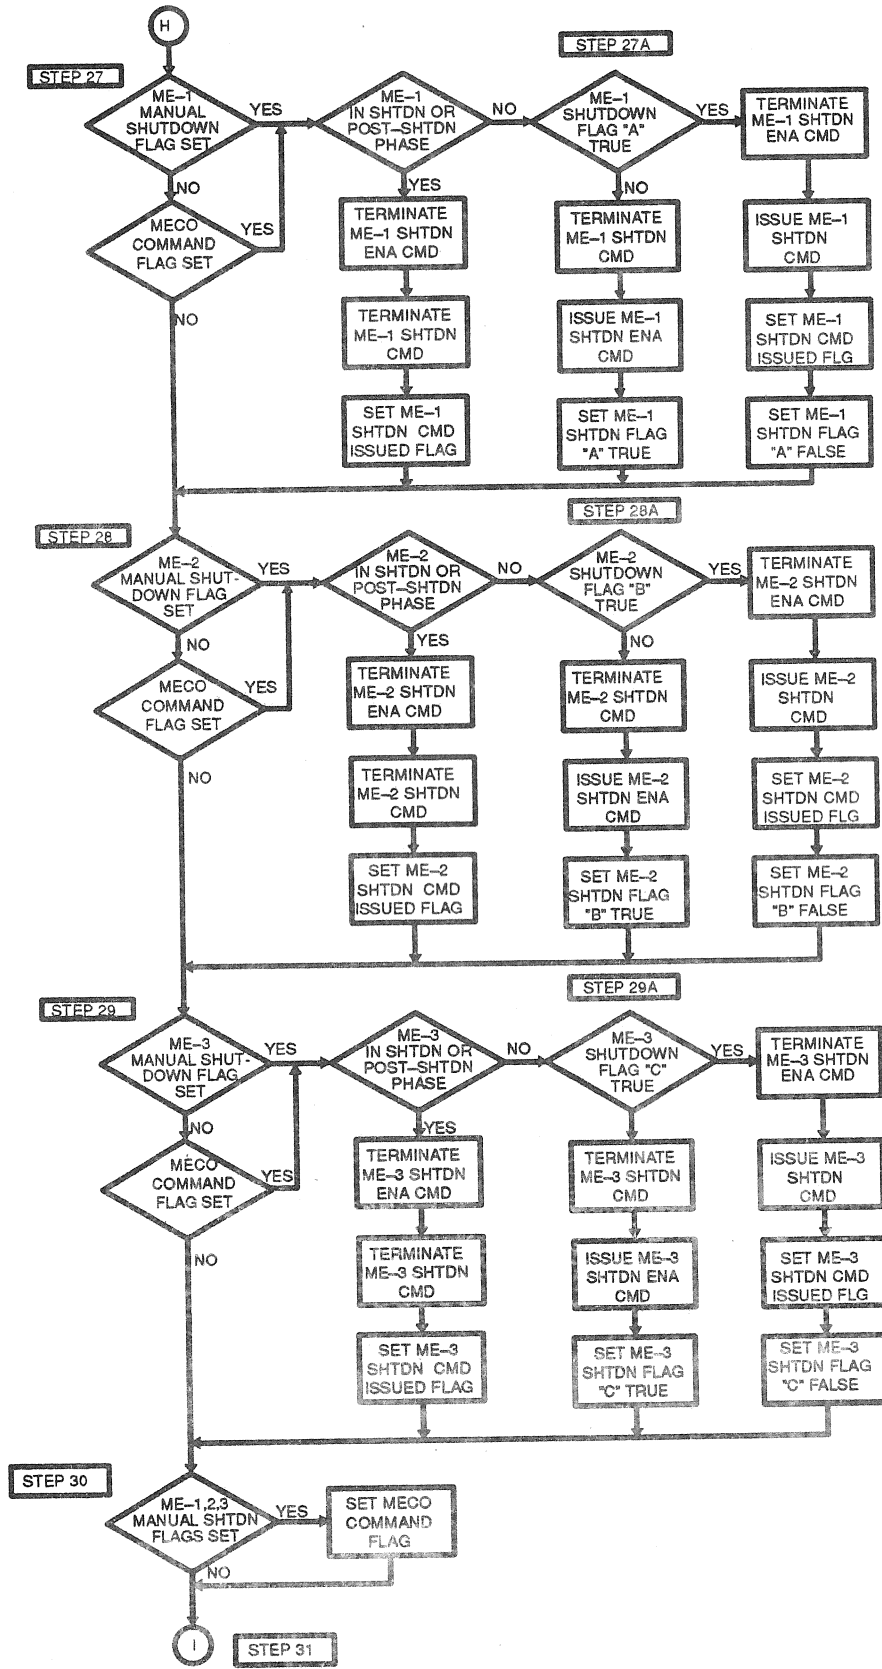 H
STEP 27
ME–1
MANUAL
SHUTDOWN
FLAG SET
YES
NO
MECO
COMMAND
FLAG SET
YES
NO
ME–1
IN SHTDN OR
POST–SHTDN
PHASE
NO
YES
TERMINATE
ME–1 SHTDN
ENA CMD
TERMINATE
ME–1 SHTDN
CMD
SET ME–1
SHTDN CMD
ISSUED FLAG
STEP 27A
ME–1
SHUTDOWN
FLAG "A"
TRUE
YES
NO
TERMINATE
ME–1 SHTDN
CMD
ISSUE ME–1
SHTDN ENA
CMD
SET ME–1
SHTDN FLAG
"A" TRUE
TERMINATE
ME–1 SHTDN
ENA CMD
ISSUE ME–1
SHTDN
CMD
SET ME–1
SHTDN CMD
ISSUED FLG
SET ME–1
SHTDN FLAG
"A" FALSE
STEP 28
ME–2
MANUAL SHUT-
DOWN FLAG
SET
YES
NO
MECO
COMMAND
FLAG SET
YES
NO
ME–2
IN SHTDN OR
POST–SHTDN
PHASE
NO
YES
TERMINATE
ME–2 SHTDN
ENA CMD
TERMINATE
ME–2 SHTDN
CMD
SET ME–2
SHTDN CMD
ISSUED FLAG
STEP 28A
ME–2
SHUTDOWN
FLAG "B"
TRUE
YES
NO
TERMINATE
ME–2 SHTDN
CMD
ISSUE ME–2
SHTDN ENA
CMD
SET ME–2
SHTDN FLAG
"B" TRUE
TERMINATE
ME–2 SHTDN
ENA CMD
ISSUE ME–2
SHTDN
CMD
SET ME–2
SHTDN CMD
ISSUED FLG
SET ME–2
SHTDN FLAG
"B" FALSE
STEP 29
ME–3
MANUAL SHUT-
DOWN FLAG
SET
YES
NO
MECO
COMMAND
FLAG SET
YES
NO
ME–3
IN SHTDN OR
POST–SHTDN
PHASE
NO
YES
TERMINATE
ME–3 SHTDN
ENA CMD
TERMINATE
ME–3 SHTDN
CMD
SET ME–3
SHTDN CMD
ISSUED FLAG
STEP 29A
ME–3
SHUTDOWN
FLAG "C"
TRUE
YES
NO
TERMINATE
ME–3 SHTDN
CMD
ISSUE ME–3
SHTDN ENA
CMD
SET ME–3
SHTDN FLAG
"C" TRUE
TERMINATE
ME–3 SHTDN
ENA CMD
ISSUE ME–3
SHTDN
CMD
SET ME–3
SHTDN CMD
ISSUED FLG
SET ME–3
SHTDN FLAG
"C" FALSE
STEP 30
ME–1,2,3
MANUAL SHTDN
FLAGS SET
YES
NO
SET MECO
COMMAND
FLAG
I
STEP 31